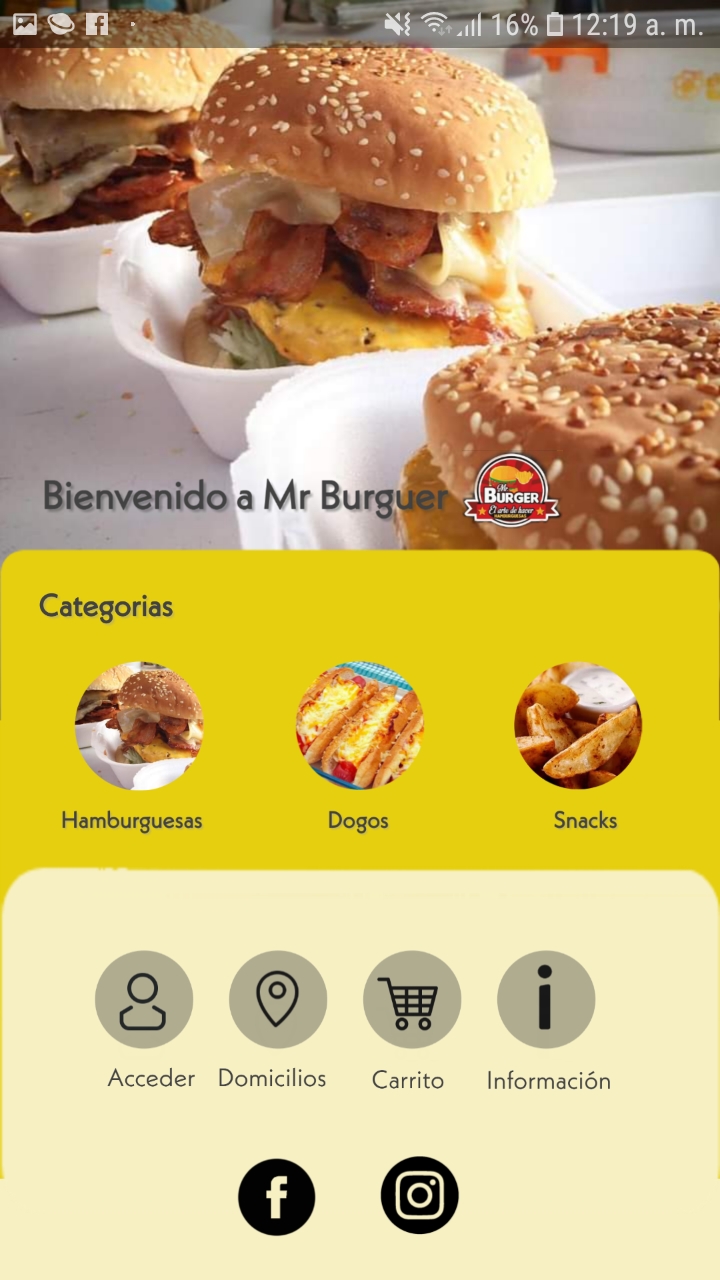 16% 12:19 a. m.
Bienvenido a Mr Burguer
Mr
BURGER
El arte de hacer
HAMBURGUESAS
Categorias
Hamburguesas Dogos Snacks
Acceder Domicilios Carrito Información